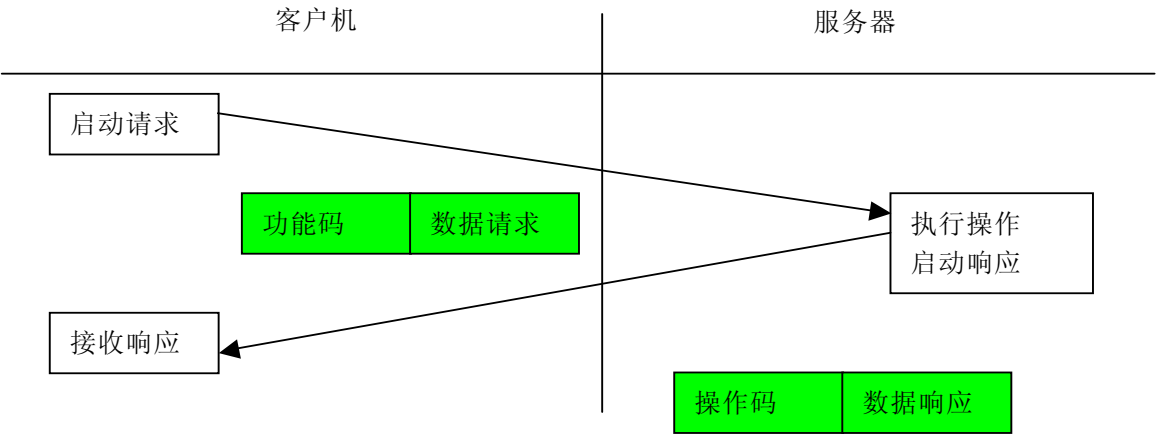 客户机
服务器
启动请求
功能码
数据请求
执行操作
启动响应
接收响应
操作码
数据响应